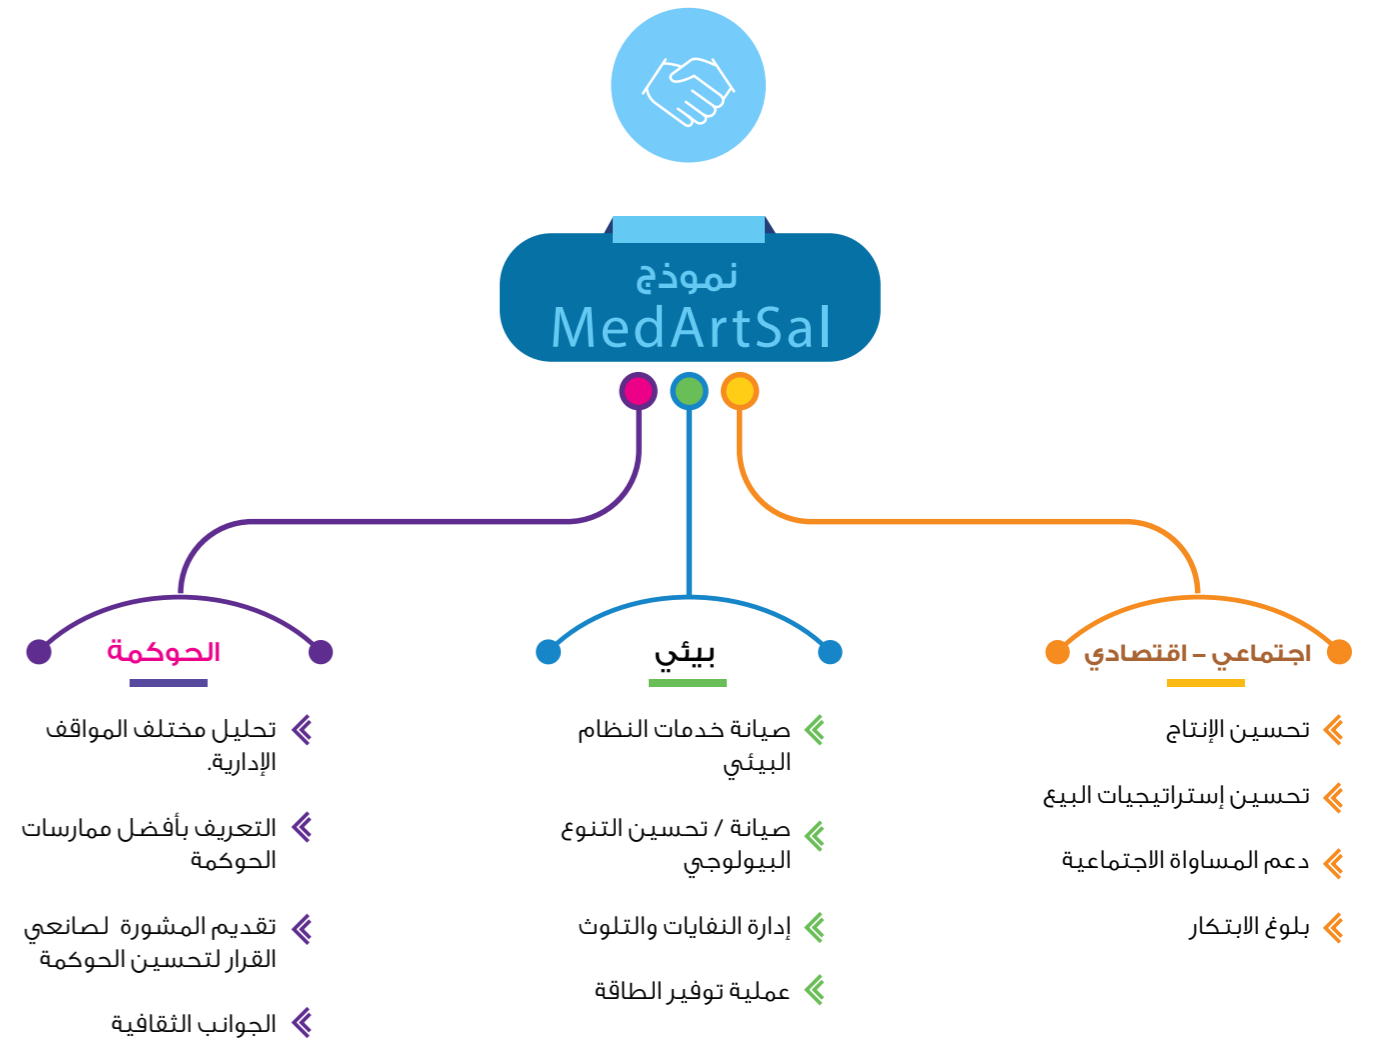 نموذج
MedArtSal
اجتماعي – اقتصادي
تحسين الإنتاج
تحسين إستراتيجيات البيع
دعم المساواة الاجتماعية
بلوغ الابتكار
بيئي
صيانة خدمات النظام
البيئي
صيانة / تحسين التنوع
البيولوجي
إدارة النفايات والتلوث
عملية توفير الطاقة
الحوكمة
تحليل مختلف المواقف
الإدارية.
التعريف بأفضل ممارسات
الحوكمة
تقديم المشورة لصانعي
القرار لتحسين الحوكمة
الجوانب الثقافية